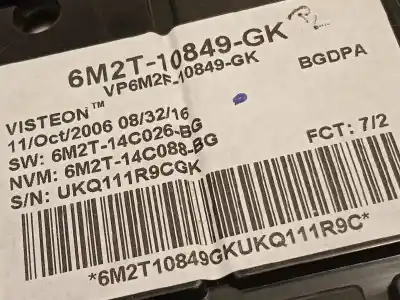 6M2T-10849-GK
VP6M2F-10849-GK
BGDPA
VISTEON™
11/Oct/2006 08/32/16
SW: 6M2T-14C026-BG
NVM: 6M2T-14C088-BG
S/N: UKQ111R9CGK
FCT: 7/2
*6M2T10849GKUKQ111R9C*